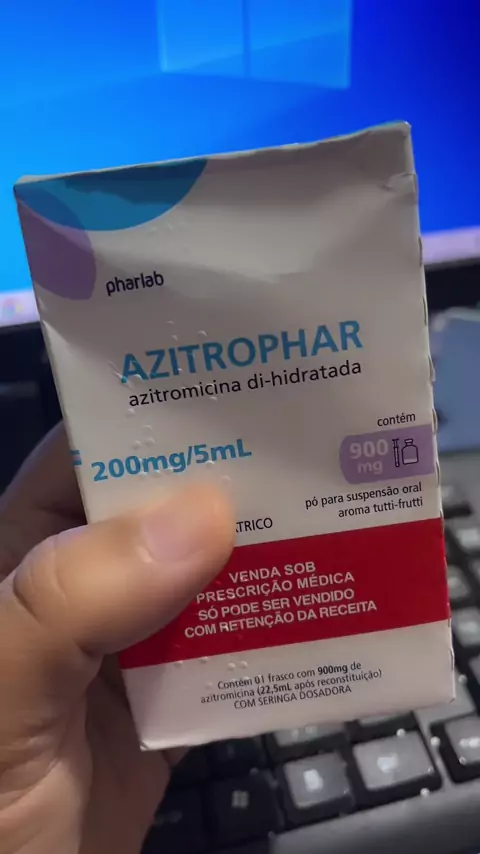 pharlab
AZITROPHAR
azitromicina di-hidratada
200mg/5mL
contém
900
mg
pó para suspensão oral
aroma tutti-frutti
VENDA SOB
PRESCRIÇÃO MÉDICA
SÓ PODE SER VENDIDO
COM RETENÇÃO DA RECEITA
Contém 01 frasco com 900mg de
azitromicina (22,5mL após reconstituição)
COM SERINGA DOSADORA